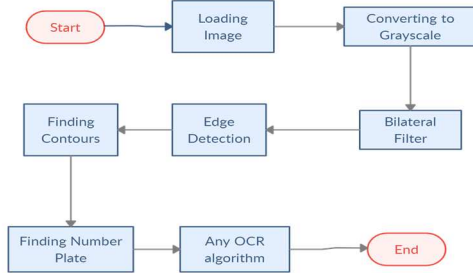 Start
Loading
Image
Converting to
Grayscale
Bilateral
Filter
Edge
Detection
Finding
Contours
Finding Number
Plate
Any OCR
algorithm
End